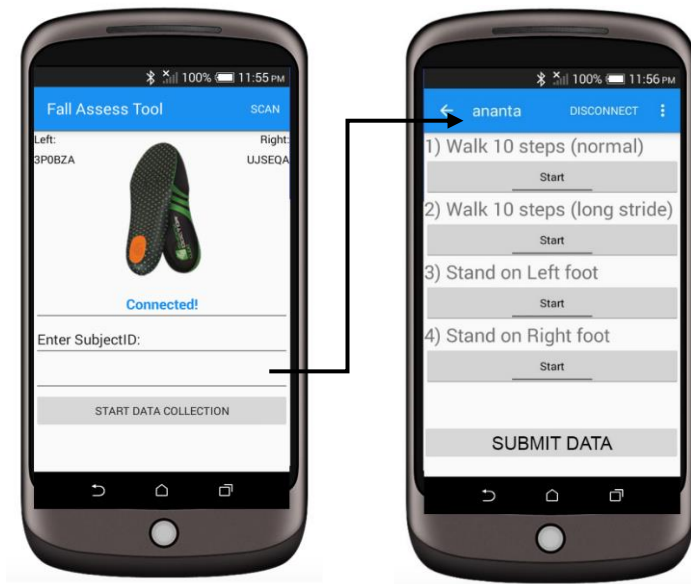 100% 11:55 PM
Fall Assess Tool SCAN
Left: Right:
3P0BZA UJSEQA
Connected!
Enter SubjectID:
START DATA COLLECTION
100% 11:56 PM
ananta DISCONNECT
1) Walk 10 steps (normal)
Start
2) Walk 10 steps (long stride)
Start
3) Stand on Left foot
Start
4) Stand on Right foot
Start
SUBMIT DATA